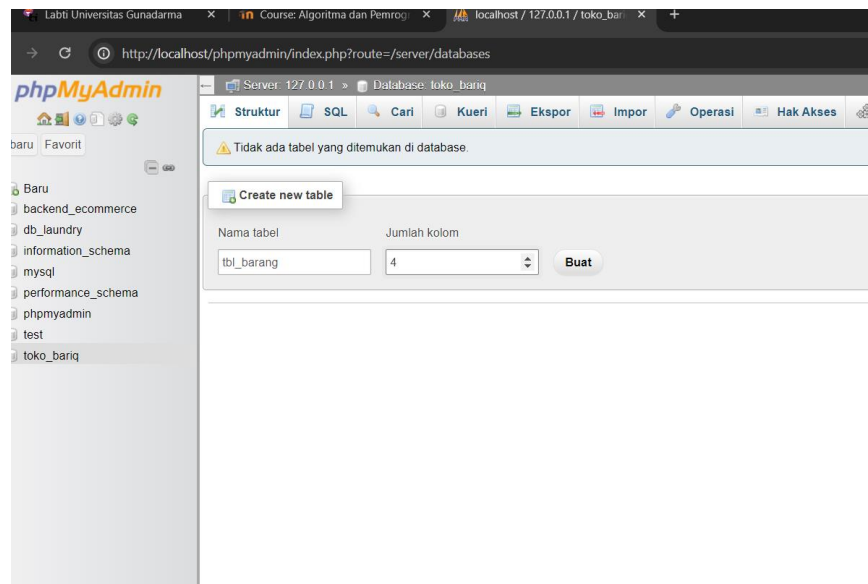 Labti Universitas Gunadarma
Course: Algoritma dan Pemrogr
localhost / 127.0.0.1 / toko_bari
http://localhost/phpmyadmin/index.php?route=/server/databases
phpMyAdmin
baru Favorit
Baru
backend_ecommerce
db_laundry
information_schema
mysql
performance_schema
phpmyadmin
test
toko_bariq
Server: 127.0.0.1 » Database: toko_bariq
Struktur SQL Cari Kueri Ekspor Impor Operasi Hak Akses
Tidak ada tabel yang ditemukan di database.
Create new table
Nama tabel Jumlah kolom
tbl_barang 4 Buat